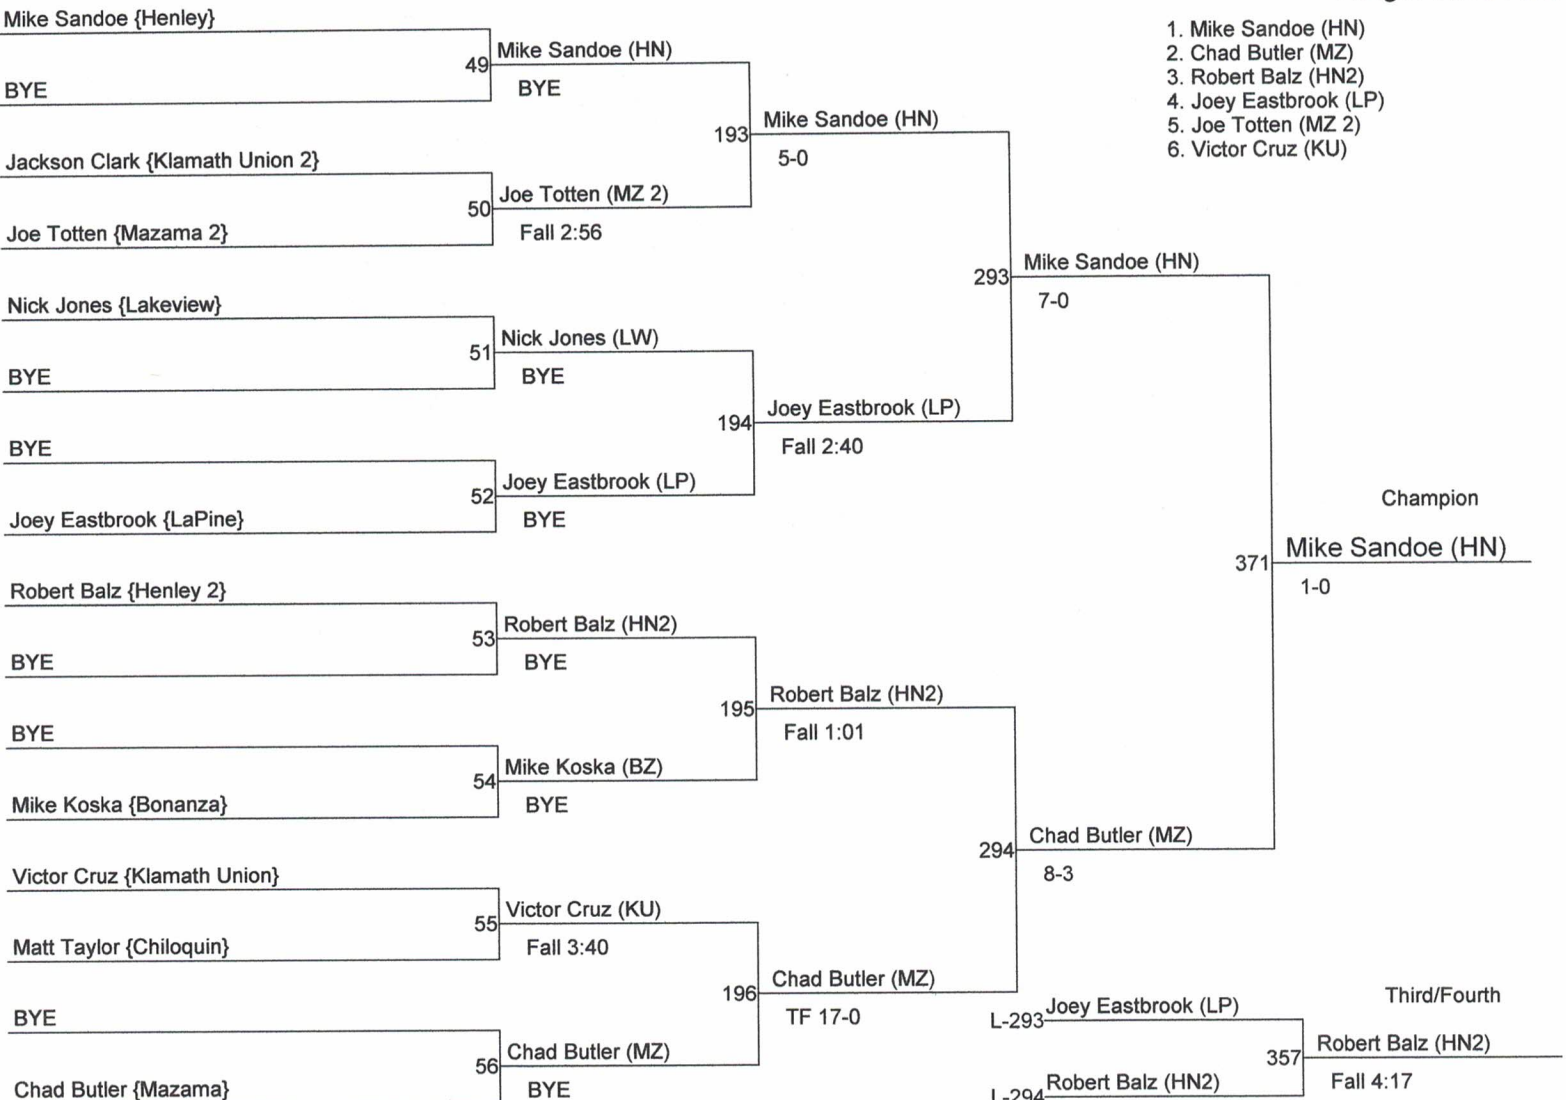 Mike Sandoe {Henley}
BYE
Jackson Clark {Klamath Union 2}
Joe Totten {Mazama 2}
Nick Jones {Lakeview}
BYE
BYE
Joey Eastbrook {LaPine}
Robert Balz {Henley 2}
BYE
BYE
Mike Koska {Bonanza}
Victor Cruz {Klamath Union}
Matt Taylor {Chiloquin}
BYE
Chad Butler {Mazama}
49
Mike Sandoe (HN)
BYE
50
Joe Totten (MZ 2)
Fall 2:56
51
Nick Jones (LW)
BYE
52
Joey Eastbrook (LP)
BYE
53
Robert Balz (HN2)
BYE
54
Mike Koska (BZ)
BYE
55
Victor Cruz (KU)
Fall 3:40
56
Chad Butler (MZ)
BYE
193
Mike Sandoe (HN)
5-0
194
Joey Eastbrook (LP)
Fall 2:40
195
Robert Balz (HN2)
Fall 1:01
196
Chad Butler (MZ)
TF 17-0
293
Mike Sandoe (HN)
7-0
294
Chad Butler (MZ)
8-3
Champion
371
Mike Sandoe (HN)
1-0
1. Mike Sandoe (HN)
2. Chad Butler (MZ)
3. Robert Balz (HN2)
4. Joey Eastbrook (LP)
5. Joe Totten (MZ 2)
6. Victor Cruz (KU)
Third/Fourth
L-293
Joey Eastbrook (LP)
L-294
Robert Balz (HN2)
357
Robert Balz (HN2)
Fall 4:17